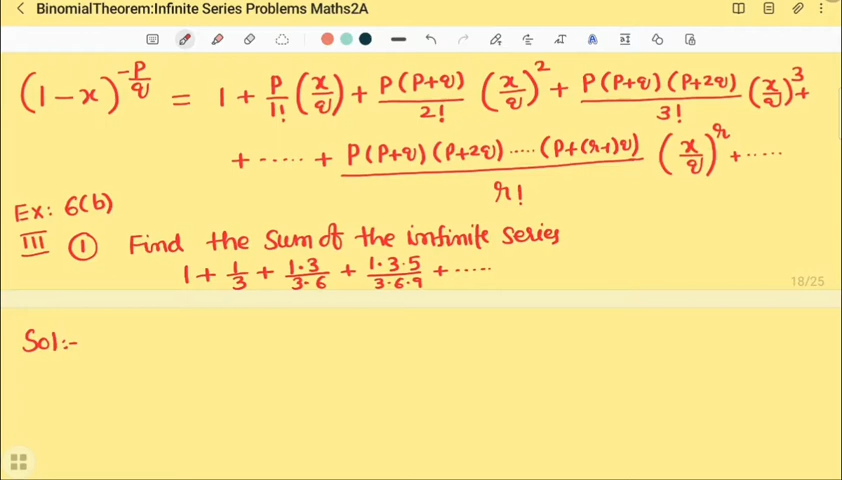 BinomialTheorem:Infinite Series Problems Maths2A
(1-x)^(-p/q) = 1 + P/1! (x/q) + P(P+q)/2! (x/q)^2 + P(P+q)(P+2q)/3! (x/q)^3 +
+ ..... + P(P+q)(P+2q).....(P+(r-1)q)/r! (x/q)^r + .....
Ex: 6(b)
III ① Find the sum of the infinite series
1 + 1/3 + 1·3/3·6 + 1·3·5/3·6·9 + .....
18/25
Sol:-